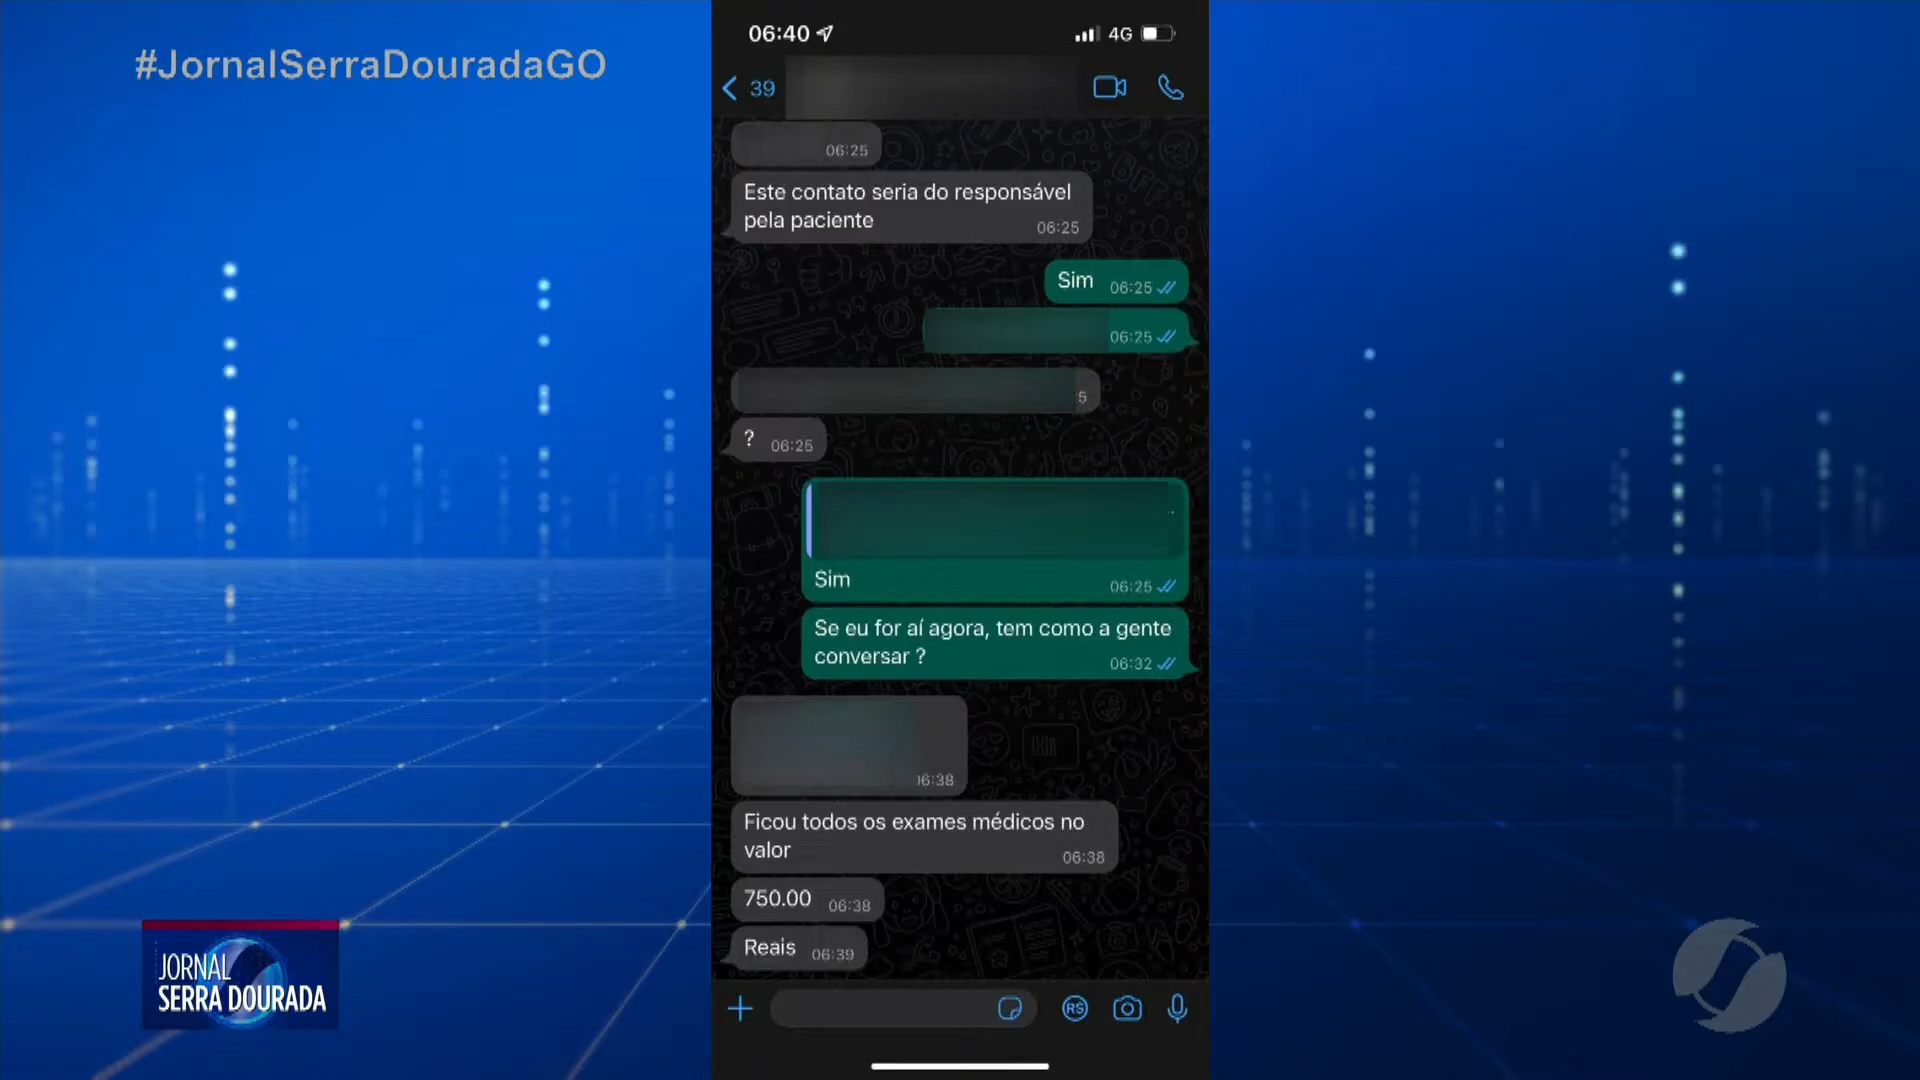 #JornalSerraDouradaGO
06:40
4G
39
06:25
Este contato seria do responsável
pela paciente
06:25
Sim 06:25
06:25
5
? 06:25
Sim
06:25
Se eu for aí agora, tem como a gente
conversar ?
06:32
06:38
Ficou todos os exames médicos no
valor
06:38
750.00 06:38
Reais 06:39
R$
JORNAL
SERRA DOURADA